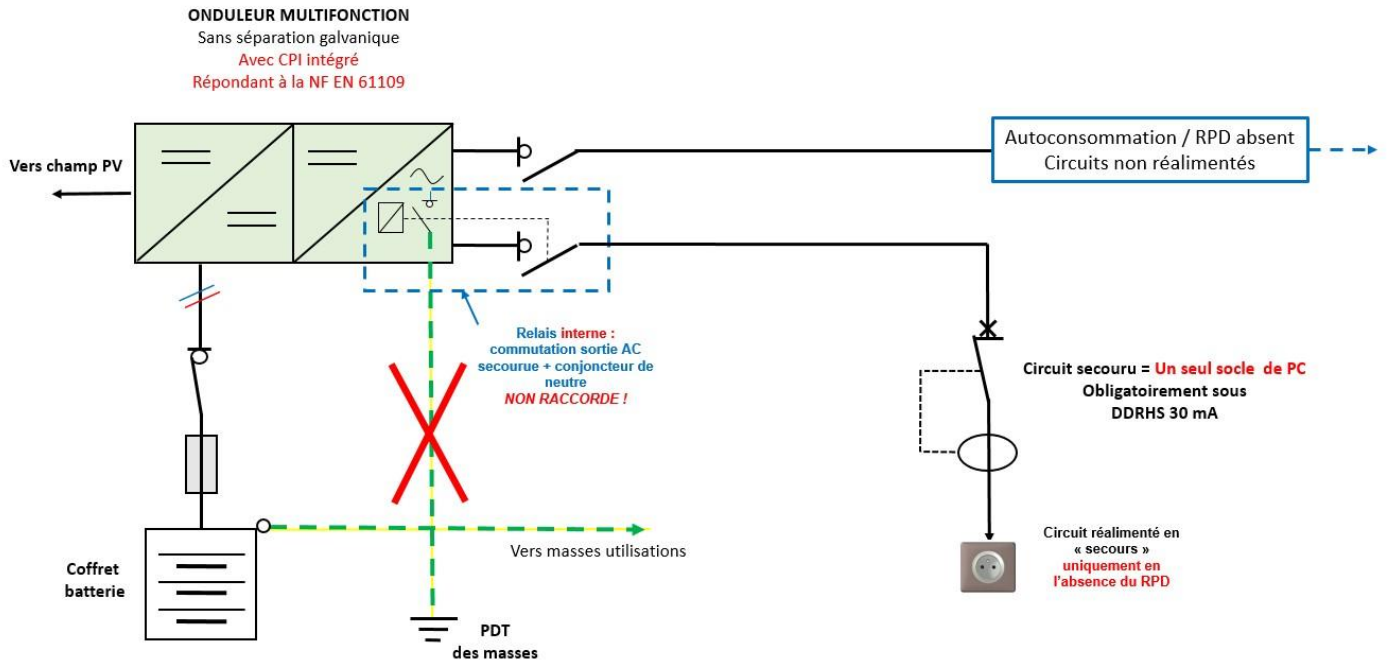 ONDULEUR MULTIFONCTION
Sans séparation galvanique
Avec CPI intégré
Répondant à la NF EN 61109
Vers champ PV
Autoconsommation / RPD absent
Circuits non réalimentés
Relais interne :
commutation sortie AC
secourue + conjoncteur de
neutre
NON RACCORDE !
Circuit secouru = Un seul socle de PC
Obligatoirement sous
DDRHS 30 mA
Vers masses utilisations
Circuit réalimenté en
« secours »
uniquement en
l'absence du RPD
Coffret
batterie
PDT
des masses